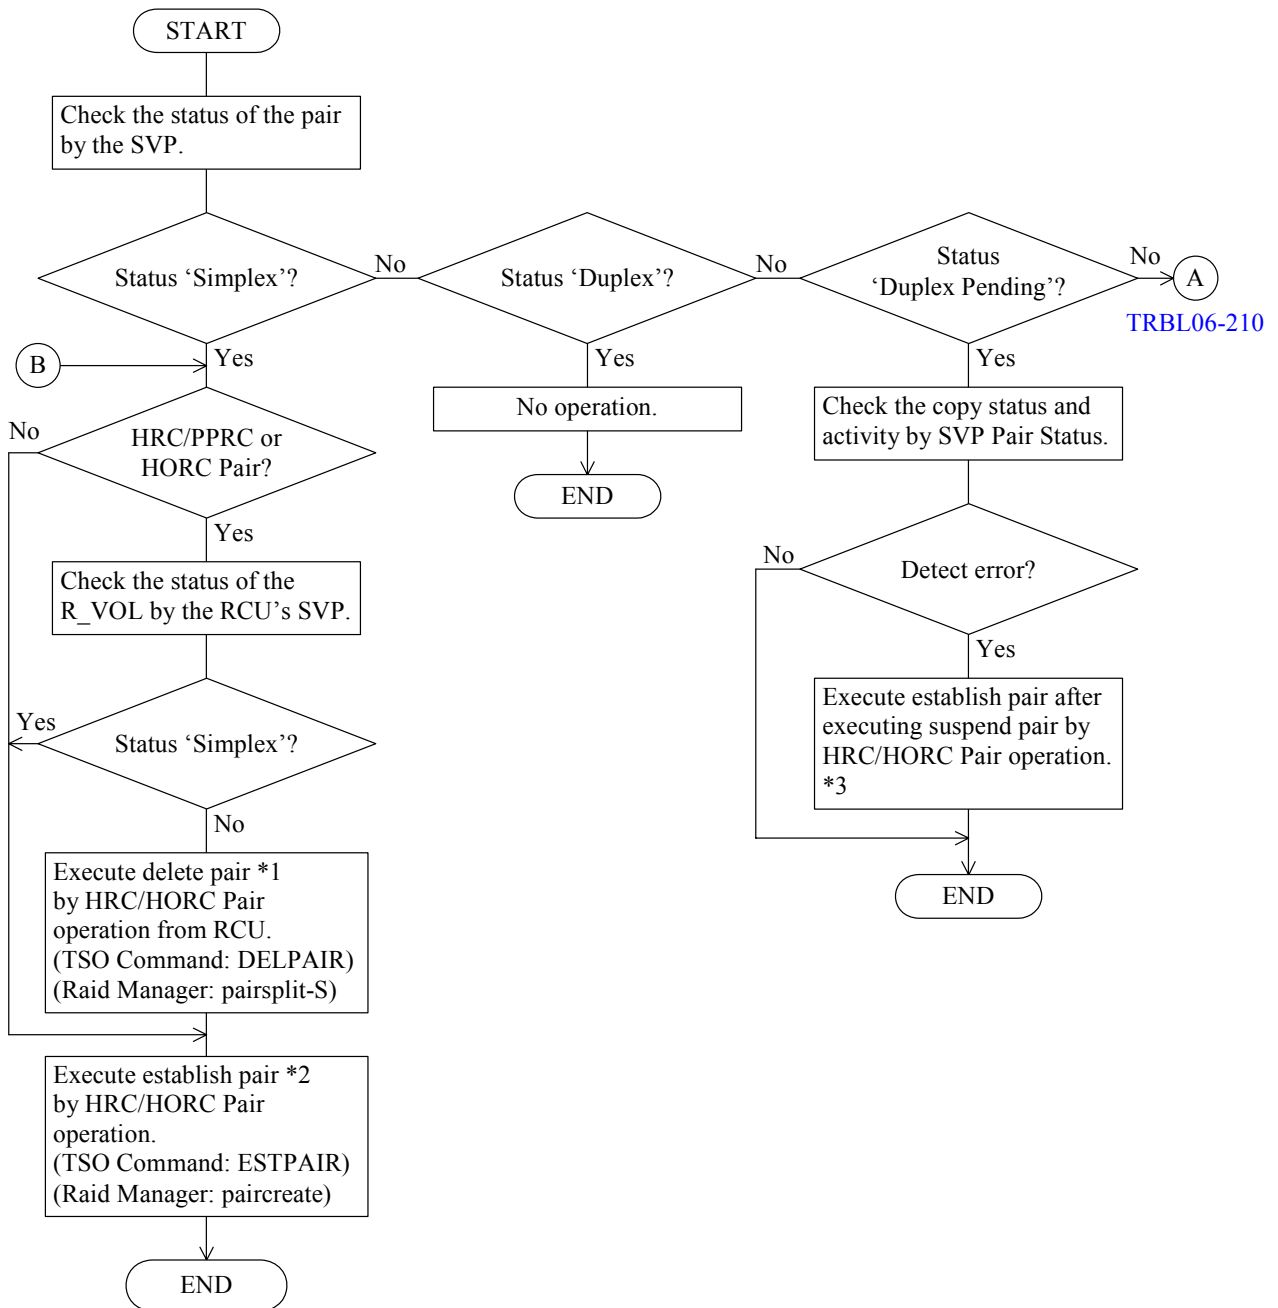 START
Check the status of the pair
by the SVP.
Status ‘Simplex’?
No
Status ‘Duplex’?
No
Status
‘Duplex Pending’?
No
A
TRBL06-210
Yes
B
Yes
No operation.
END
Yes
Check the copy status and
activity by SVP Pair Status.
No
HRC/PPRC or
HORC Pair?
Yes
Check the status of the
R_VOL by the RCU’s SVP.
No
Detect error?
Yes
Execute establish pair after
executing suspend pair by
HRC/HORC Pair operation.
*3
END
Yes
Status ‘Simplex’?
No
Execute delete pair *1
by HRC/HORC Pair
operation from RCU.
(TSO Command: DELPAIR)
(Raid Manager: pairsplit-S)
Execute establish pair *2
by HRC/HORC Pair
operation.
(TSO Command: ESTPAIR)
(Raid Manager: paircreate)
END